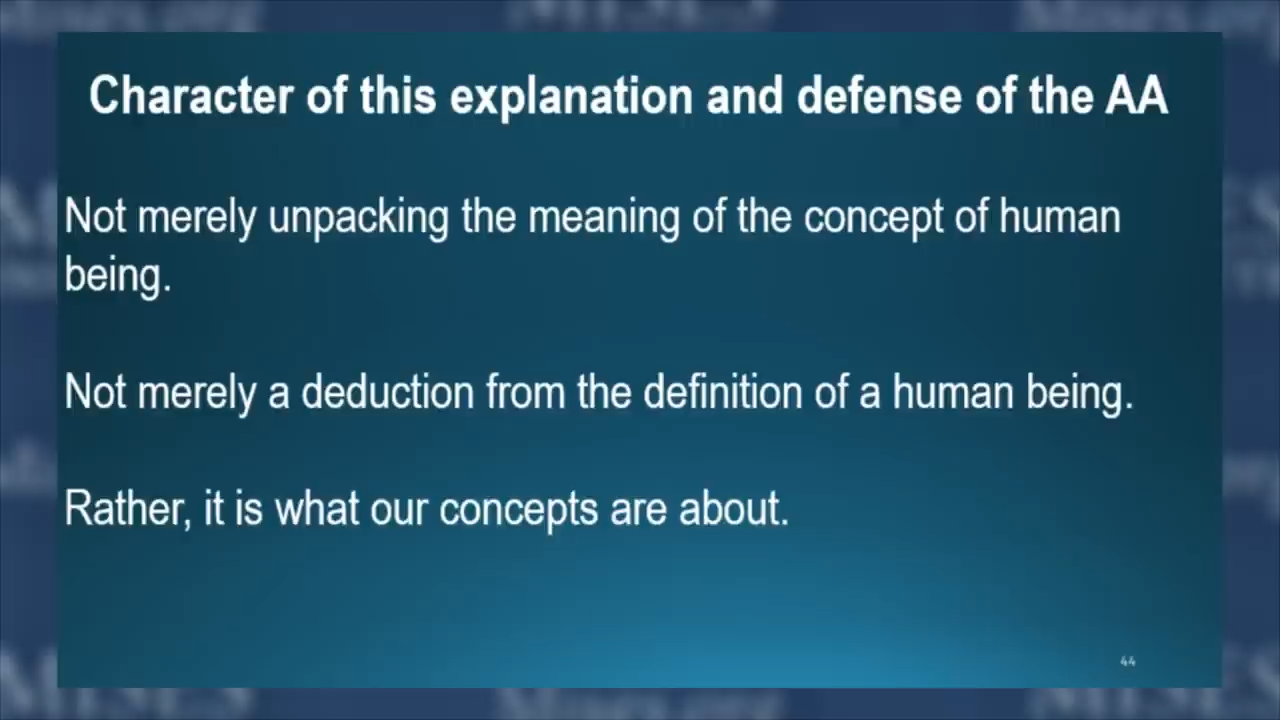 Character of this explanation and defense of the AA
Not merely unpacking the meaning of the concept of human
being.
Not merely a deduction from the definition of a human being.
Rather, it is what our concepts are about.
44